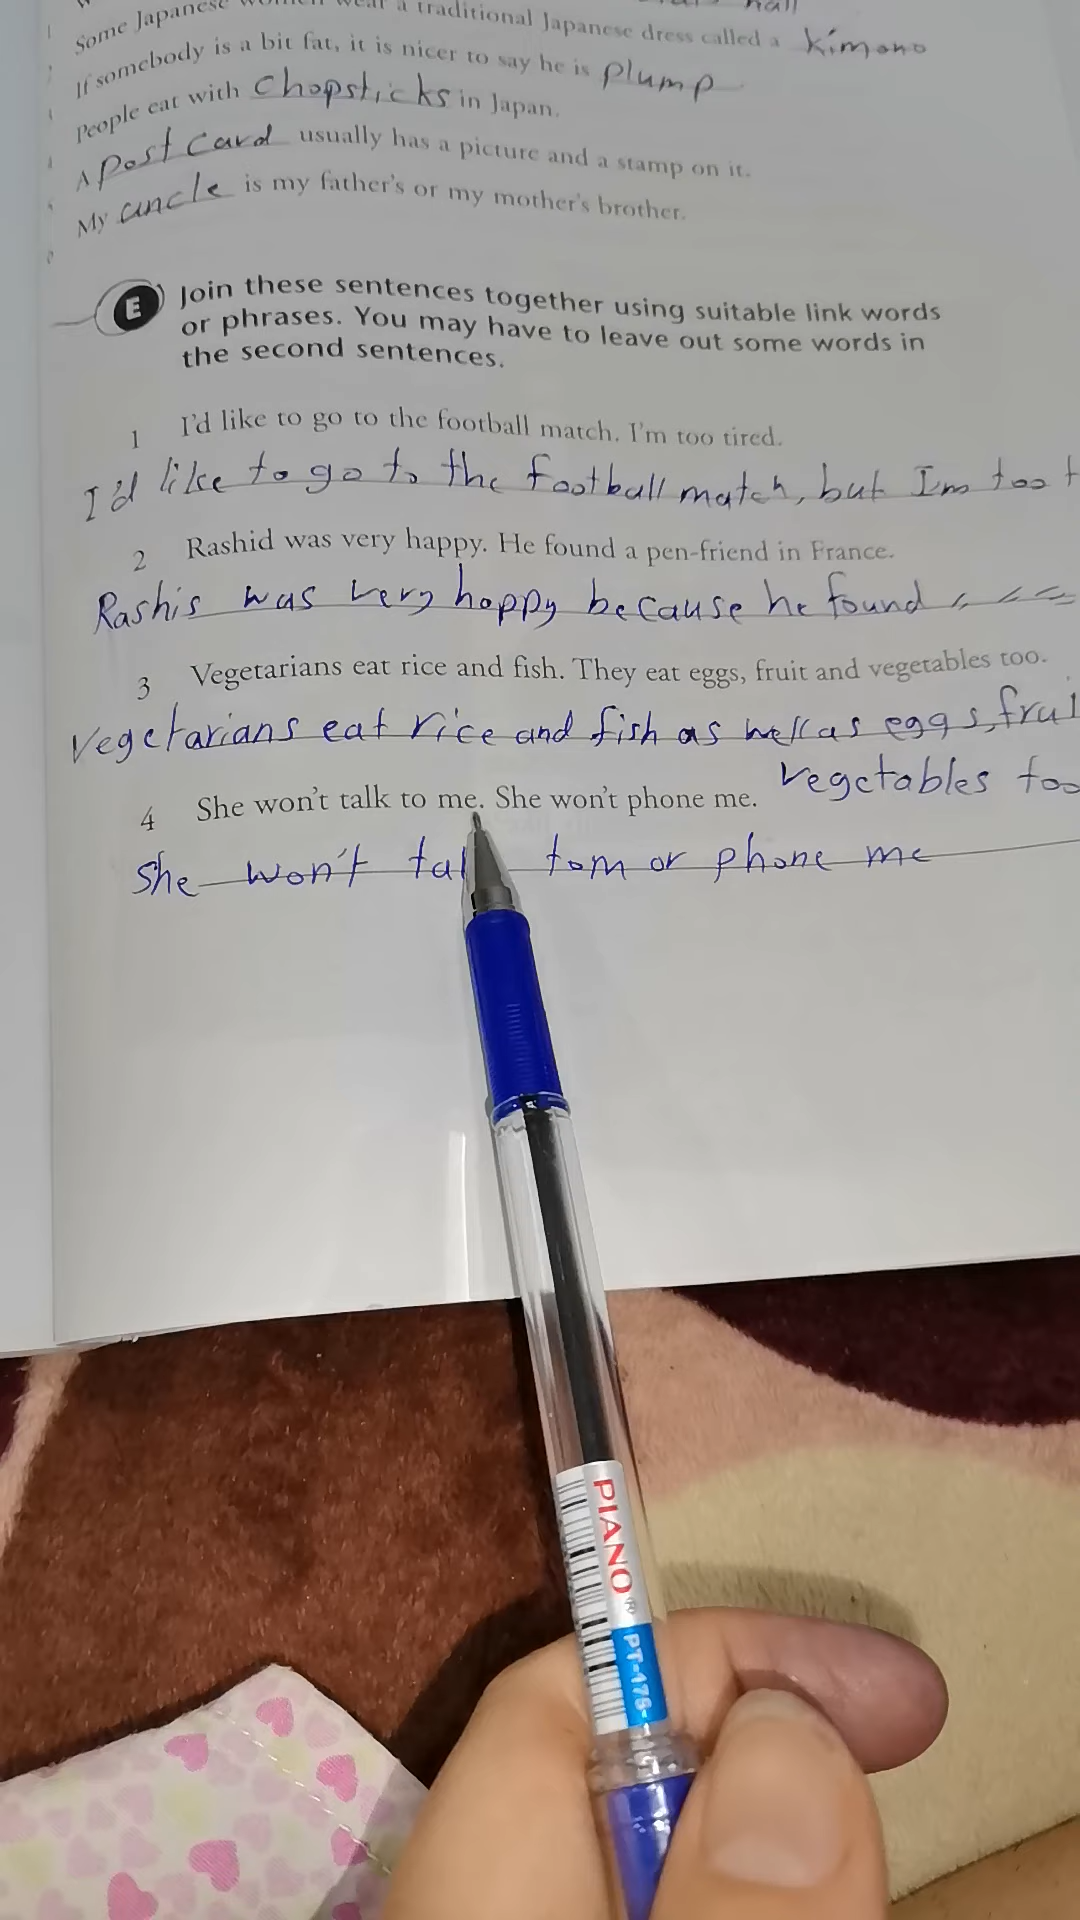 hall
Some Japanese women wear a traditional Japanese dress called a Kimono
If somebody is a bit fat, it is nicer to say he is plump
People eat with chopsticks in Japan.
A post card usually has a picture and a stamp on it.
My uncle is my father's or my mother's brother.
E Join these sentences together using suitable link words
or phrases. You may have to leave out some words in
the second sentences.
1 I'd like to go to the football match. I'm too tired.
I'd like to go to the football match, but I'm too t
2 Rashid was very happy. He found a pen-friend in France.
Rashis was very happy because he found
3 Vegetarians eat rice and fish. They eat eggs, fruit and vegetables too.
Vegetarians eat rice and fish as well as eggs, frui
vegetables too
4 She won't talk to me. She won't phone me.
She won't tal tom or phone me
PIANO®
PT-175-